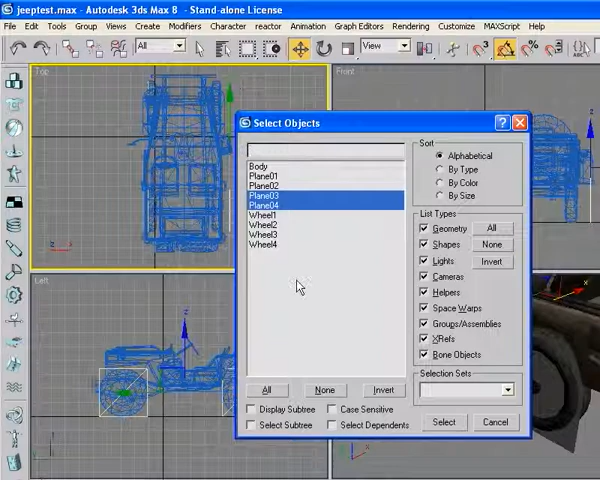 jeeptest.max - Autodesk 3ds Max 8 - Stand-alone License
File Edit Tools Group Views Create Modifiers Character reactor Animation Graph Editors Rendering Customize MAXScript Help
All View
Top Front
Select Objects
Sort
Alphabetical
By Type
By Color
By Size
Body
Plane01
Plane02
Plane03
Plane04
Wheel1
Wheel2
Wheel3
Wheel4
List Types
Geometry All
Shapes None
Lights Invert
Cameras
Helpers
Space Warps
Groups/Assemblies
XRefs
Bone Objects
Left
Selection Sets
All None Invert
Display Subtree Case Sensitive
Select Subtree Select Dependents
Select Cancel